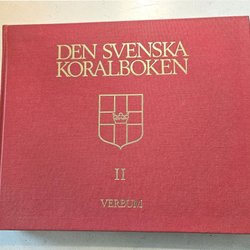 DEN SVENSKA
KORALBOKEN
II
VERBUM